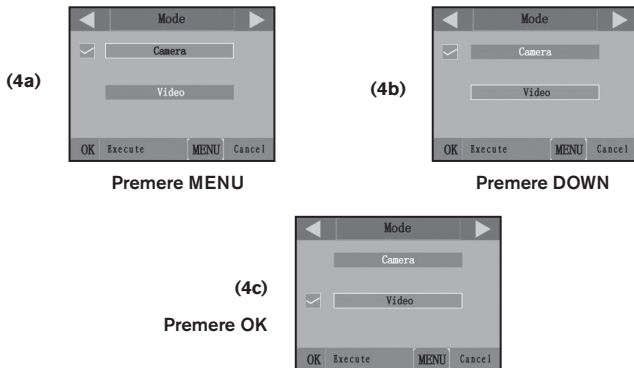 Mode
Camera
(4a)
Video
OK Execute MENU Cancel
Premere MENU
Mode
Camera
(4b)
Video
OK Execute MENU Cancel
Premere DOWN
Mode
Camera
(4c)
Video
Premere OK
OK Execute MENU Cancel